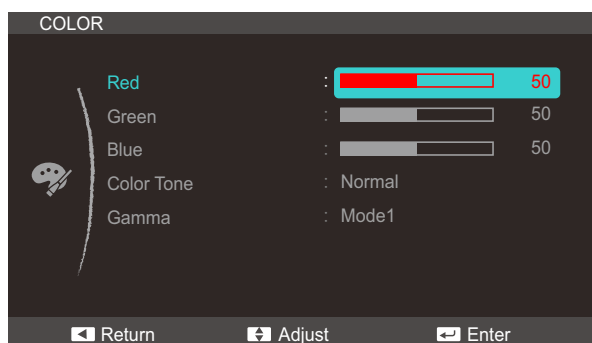 COLOR
Red : 50
Green : 50
Blue : 50
Color Tone : Normal
Gamma : Mode1
Return Adjust Enter